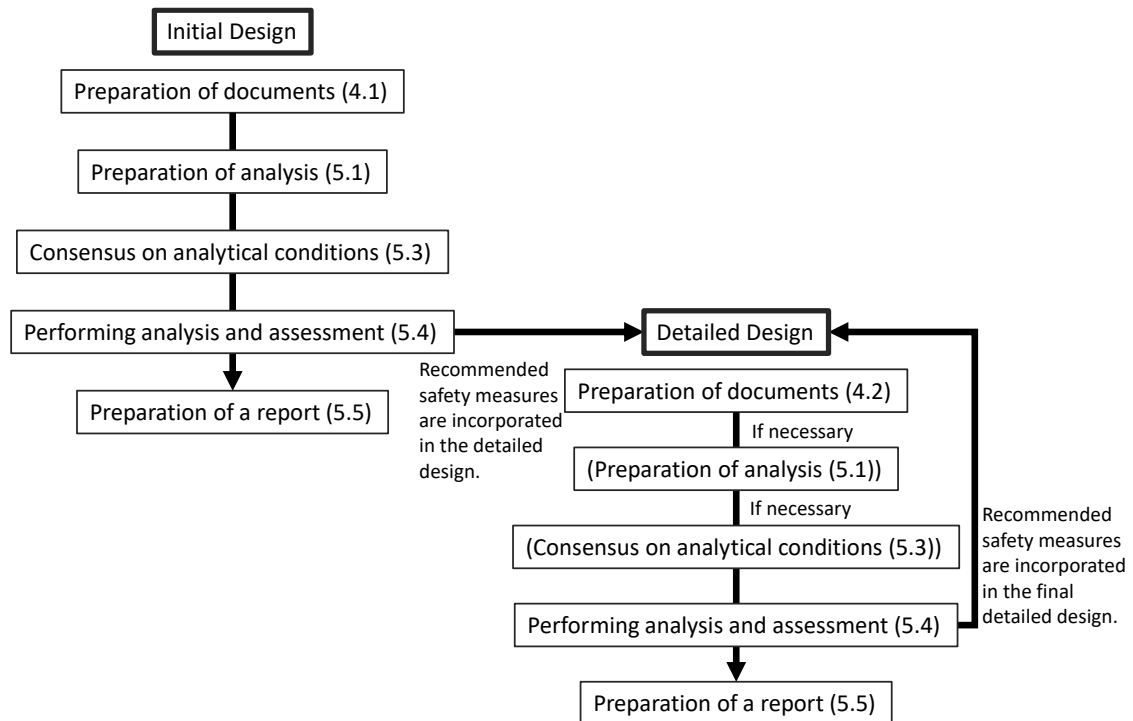 Initial Design
Preparation of documents (4.1)
Preparation of analysis (5.1)
Consensus on analytical conditions (5.3)
Performing analysis and assessment (5.4)
Preparation of a report (5.5)
Recommended
safety measures
are incorporated
in the detailed
design.
Detailed Design
Preparation of documents (4.2)
If necessary
(Preparation of analysis (5.1))
If necessary
(Consensus on analytical conditions (5.3))
Performing analysis and assessment (5.4)
Preparation of a report (5.5)
Recommended
safety measures
are incorporated
in the final
detailed design.